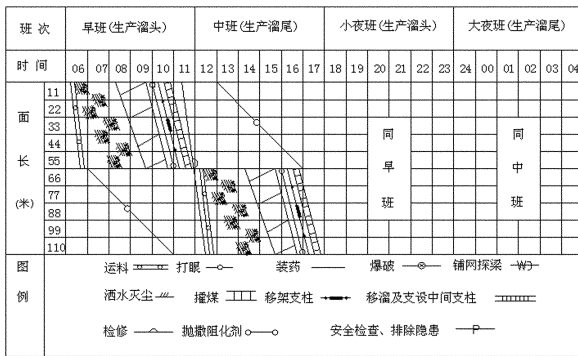 班 次 早班(生产溜头) 中班(生产溜尾) 小夜班(生产溜头) 大夜班(生产溜尾)
时 间 06 07 08 09 10 11 12 13 14 15 16 17 18 19 20 21 22 23 24 00 01 02 03 04
面长(米)
11
22
33
44
55
66
77
88
99
110
同早班
同中班
图例
运料 打眼 装药 爆破 铺网探梁 W
洒水灭尘 攉煤 移架支柱 移溜及支设中间支柱
检修 抛撒阻化剂 安全检查、排除隐患 P